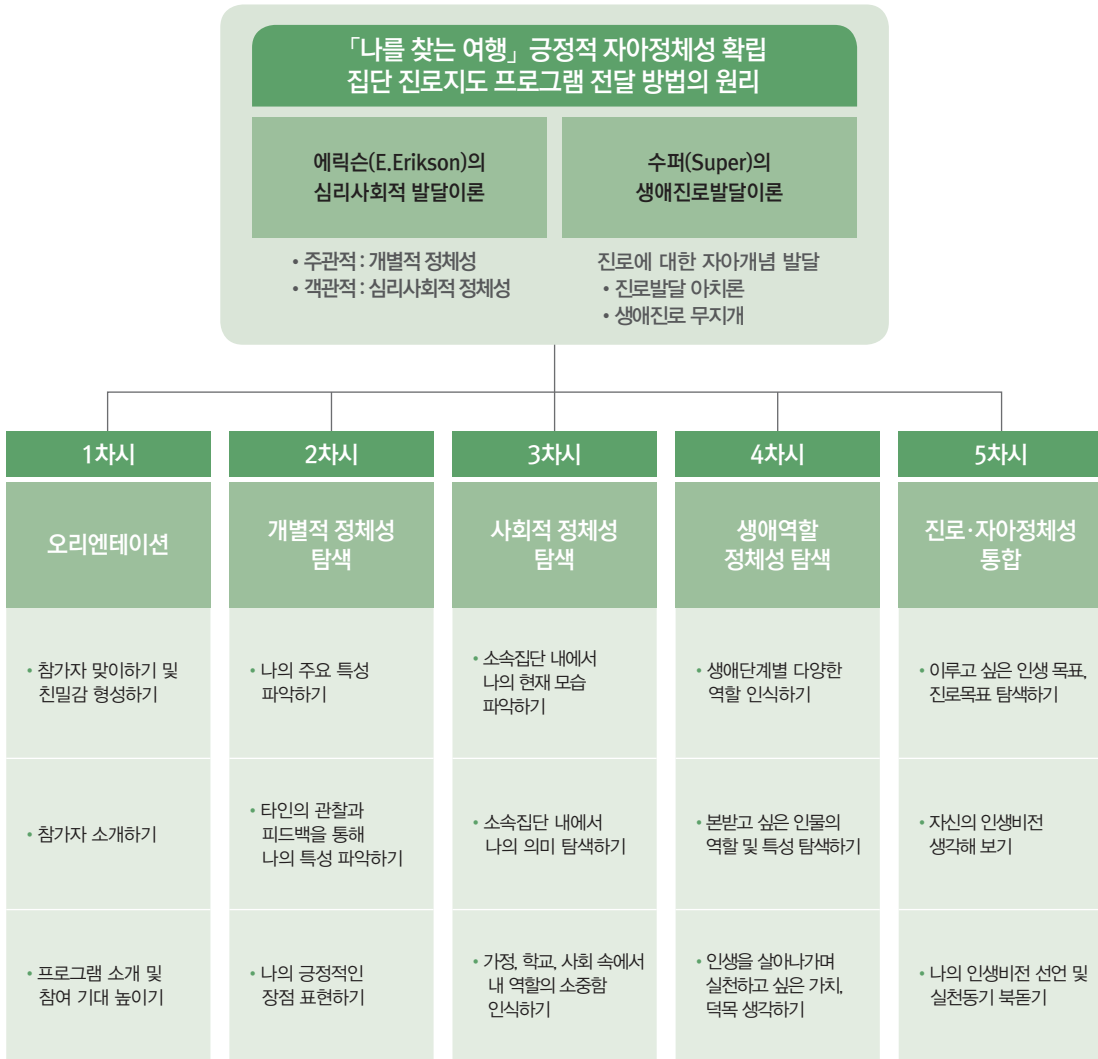 「나를 찾는 여행」 긍정적 자아정체성 확립
집단 진로지도 프로그램 전달 방법의 원리
에릭슨(E.Erikson)의
심리사회적 발달이론
수퍼(Super)의
생애진로발달이론
• 주관적 : 개별적 정체성
• 객관적 : 심리사회적 정체성
진로에 대한 자아개념 발달
• 진로발달 아치론
• 생애진로 무지개
1차시
오리엔테이션
• 참가자 맞이하기 및
친밀감 형성하기
• 참가자 소개하기
• 프로그램 소개 및
참여 기대 높이기
2차시
개별적 정체성
탐색
• 나의 주요 특성
파악하기
• 타인의 관찰과
피드백을 통해
나의 특성 파악하기
• 나의 긍정적인
장점 표현하기
3차시
사회적 정체성
탐색
• 소속집단 내에서
나의 현재 모습
파악하기
• 소속집단 내에서
나의 의미 탐색하기
• 가정, 학교, 사회 속에서
내 역할의 소중함
인식하기
4차시
생애역할
정체성 탐색
• 생애단계별 다양한
역할 인식하기
• 본받고 싶은 인물의
역할 및 특성 탐색하기
• 인생을 살아나가며
실천하고 싶은 가치,
덕목 생각하기
5차시
진로·자아정체성
통합
• 이루고 싶은 인생 목표,
진로목표 탐색하기
• 자신의 인생비전
생각해 보기
• 나의 인생비전 선언 및
실천동기 북돋기